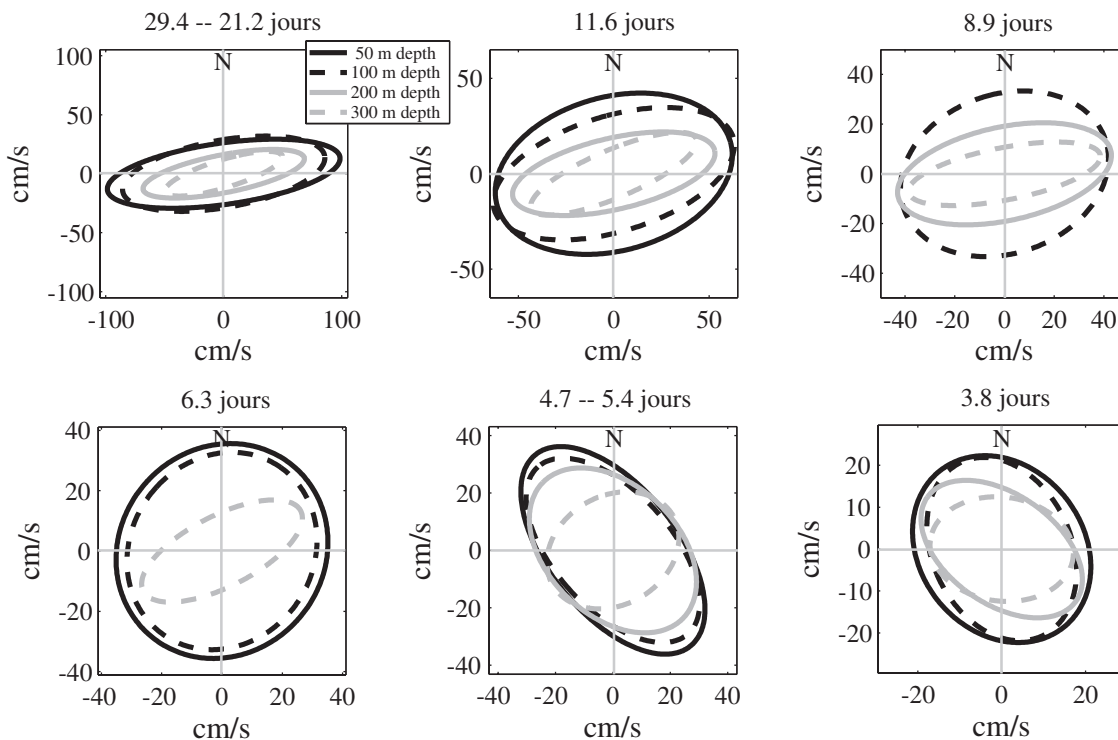 29.4 -- 21.2 jours
11.6 jours
8.9 jours
50 m depth
100 m depth
200 m depth
300 m depth
N
N
N
100
50
0
-50
-100
cm/s
-100 0 100
cm/s
50
0
-50
cm/s
-50 0 50
cm/s
40
20
0
-20
-40
cm/s
-40 -20 0 20 40
cm/s
6.3 jours
4.7 -- 5.4 jours
3.8 jours
N
N
N
40
20
0
-20
-40
cm/s
-40 -20 0 20 40
cm/s
40
20
0
-20
-40
cm/s
-40 -20 0 20 40
cm/s
20
10
0
-10
-20
cm/s
-20 0 20
cm/s